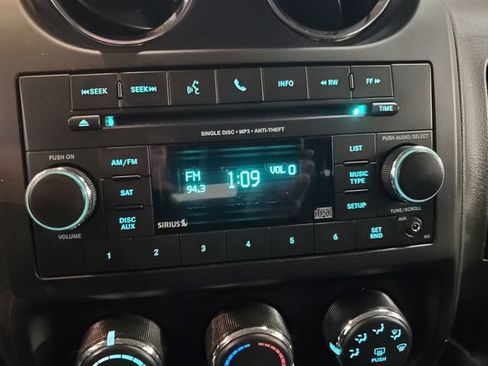 SEEK SEEK INFO RW FF
TIME
SINGLE DISC • MP3 • ANTI-THEFT
PUSH ON
PUSH AUDIO/SELECT
AM/FM
SAT
DISC AUX
FM
94.3
1:09
VOL 0
LIST
MUSIC TYPE
SETUP
VOLUME
SIRIUS
TUNE/SCROLL
AUX
1 2 3 4 5 6 SET RND
PUSH